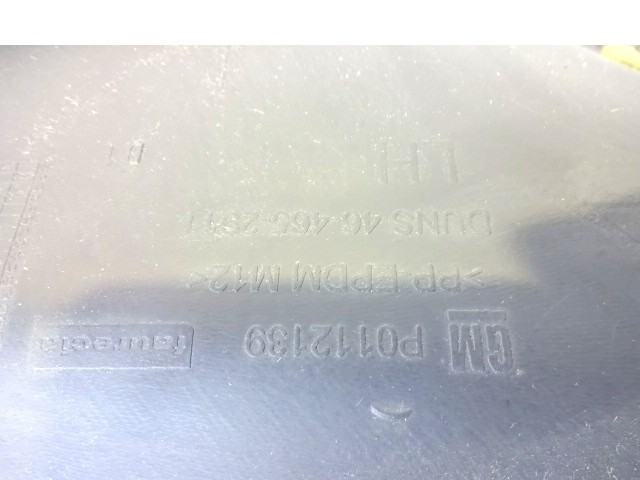 GM P0112139 faurecia
>PP EPDM M12<
DUNS
LH